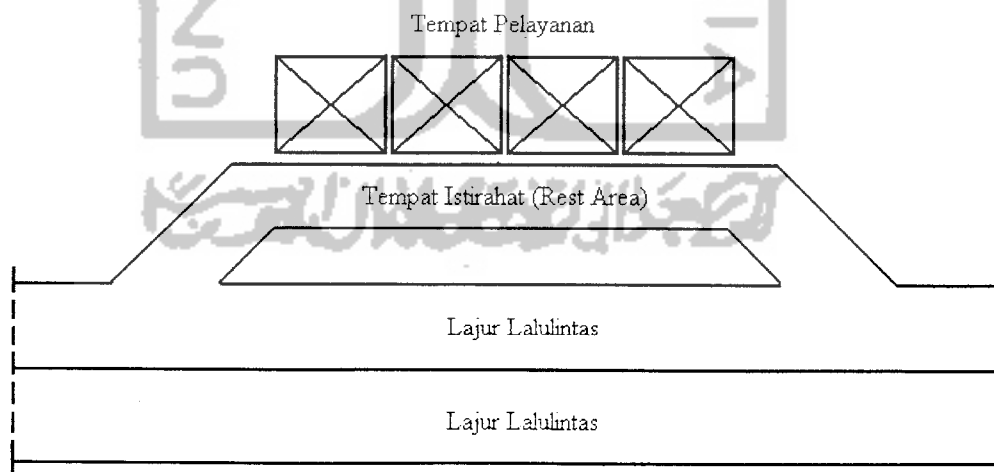 Tempat Pelayanan
Tempat Istirahat (Rest Area)
Lajur Lalulintas
Lajur Lalulintas